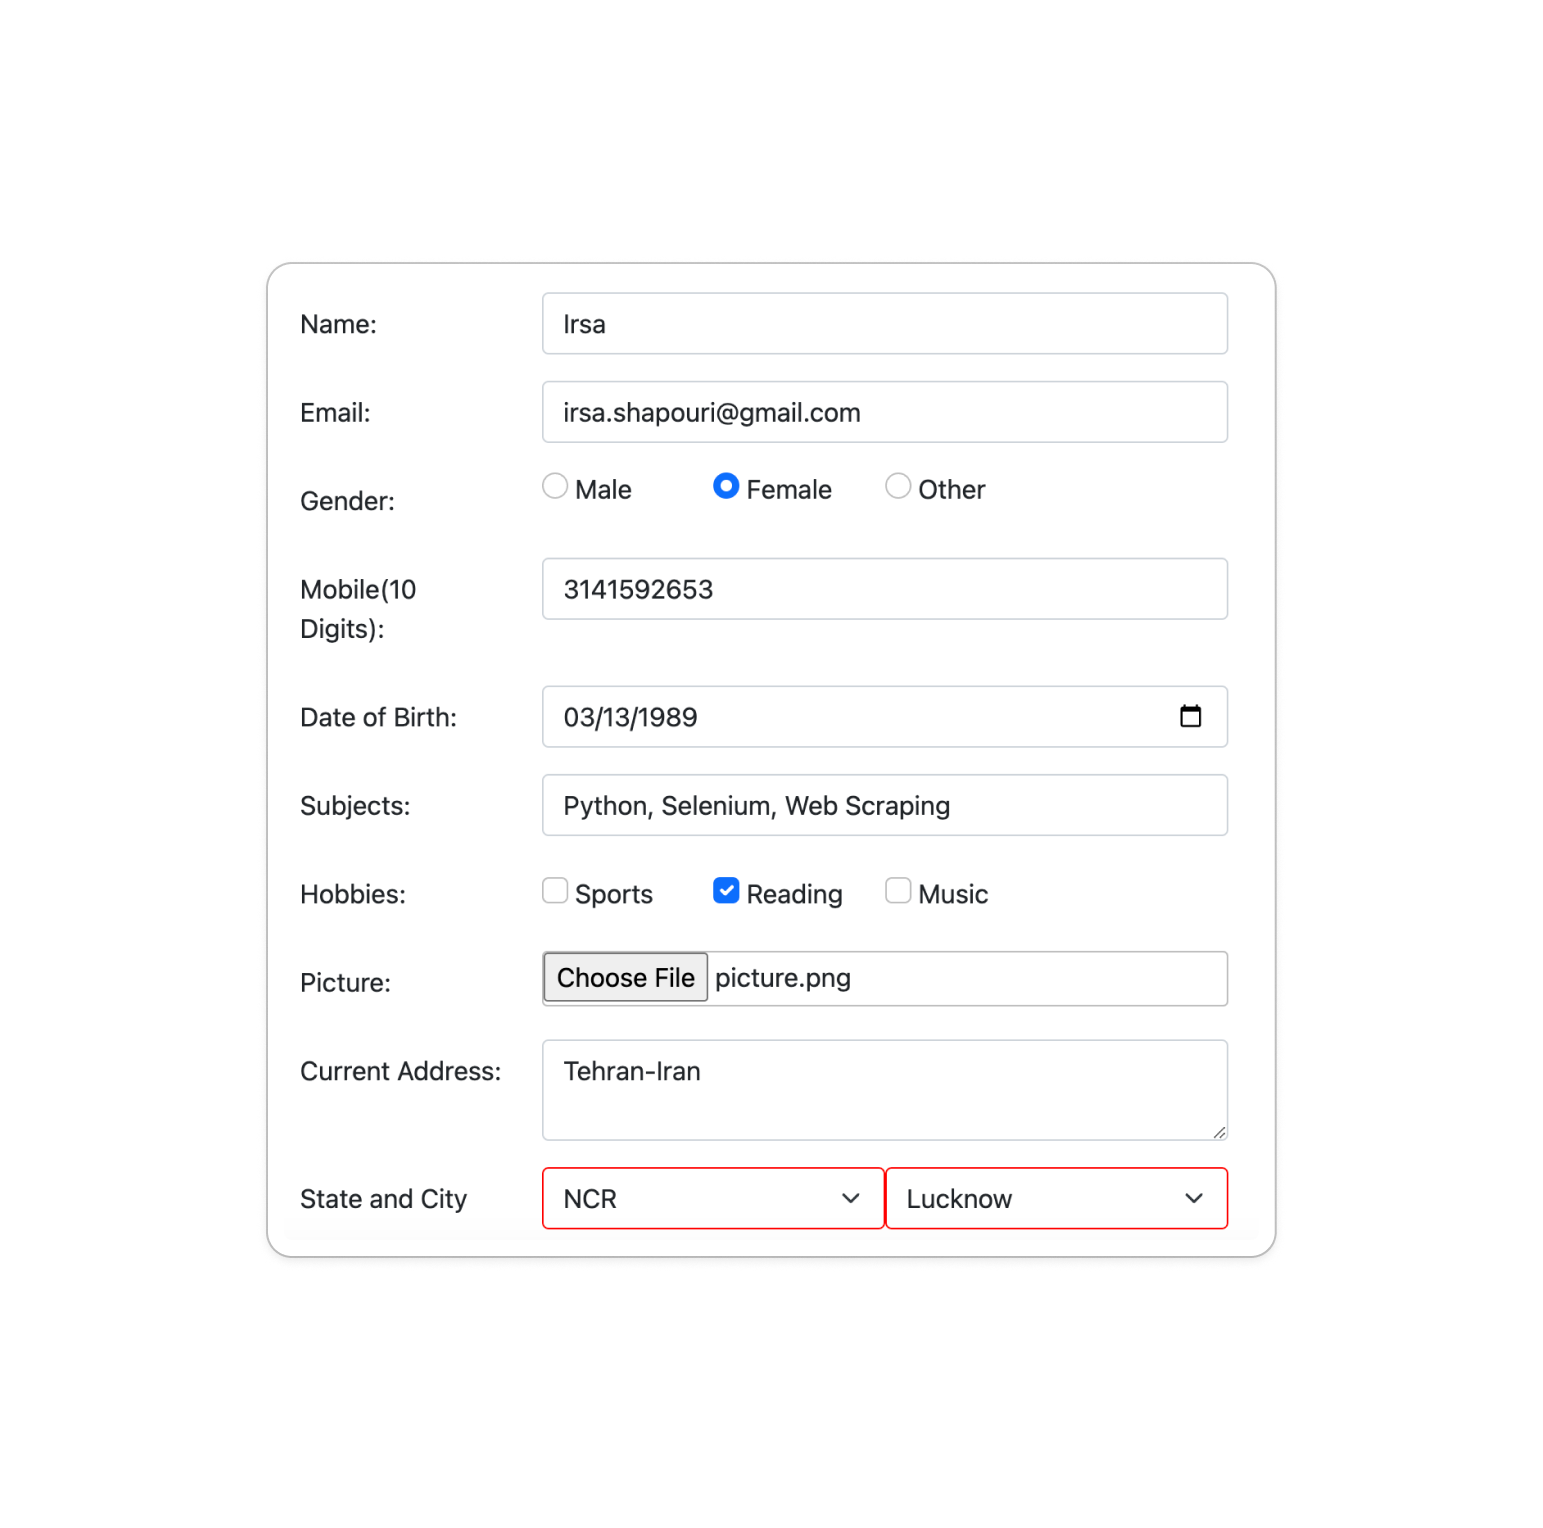 Name: Irsa
Email: irsa.shapouri@gmail.com
Gender: Male Female Other
Mobile(10 3141592653
Digits):
Date of Birth: 03/13/1989
Subjects: Python, Selenium, Web Scraping
Hobbies: Sports Reading Music
Picture: Choose File picture.png
Current Address: Tehran-Iran
State and City NCR Lucknow